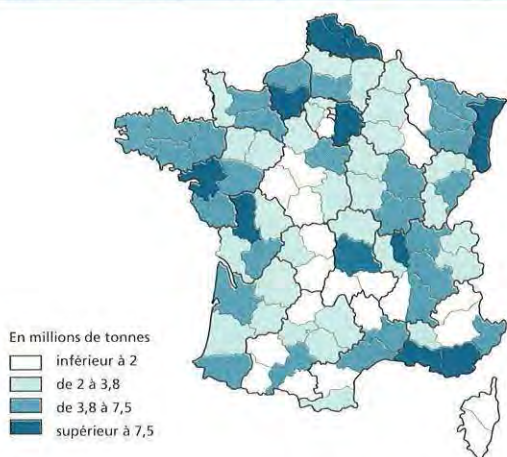 En millions de tonnes
inférieur à 2
de 2 à 3,8
de 3,8 à 7,5
supérieur à 7,5